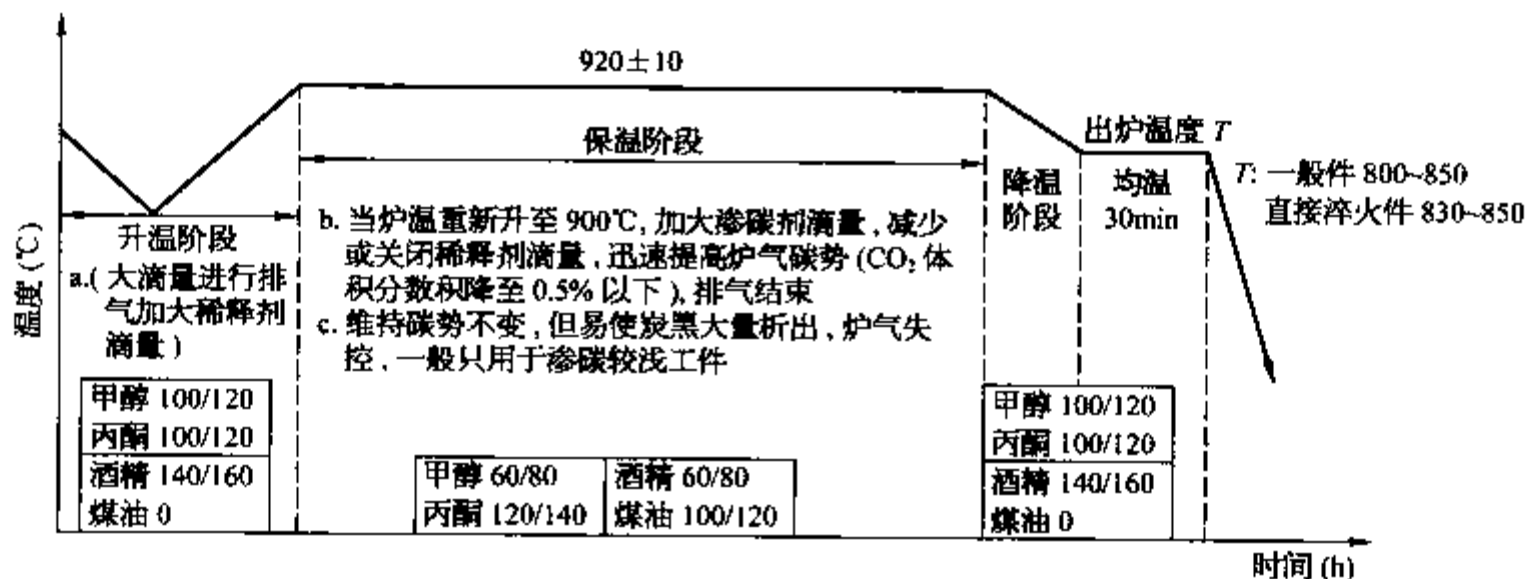 920±10
保温阶段
出炉温度 T
T: 一般件 800~850
直接淬火件 830~850
降温
阶段
均温
30min
温度 (℃)
升温阶段
a.( 大滴量进行排
气加大稀释剂
滴量 )
b. 当炉温重新升至 900℃, 加大渗碳剂滴量, 减少
或关闭稀释剂滴量, 迅速提高炉气碳势 (CO₂ 体
积分数积降至 0.5% 以下), 排气结束
c. 维持碳势不变, 但易使炭黑大量析出, 炉气失
控, 一般只用于渗碳较浅工件
甲醇 100/120
丙酮 100/120
酒精 140/160
煤油 0
甲醇 60/80
丙酮 120/140
酒精 60/80
煤油 100/120
甲醇 100/120
丙酮 100/120
酒精 140/160
煤油 0
时间 (h)